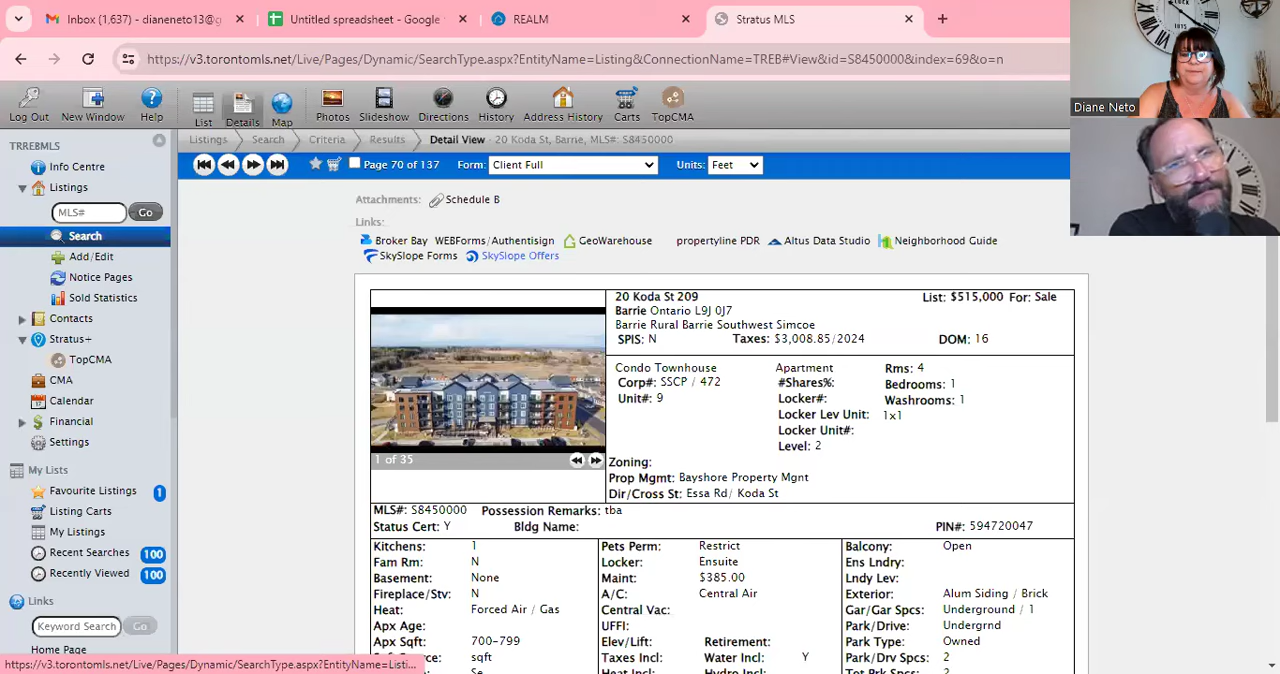 Inbox (1,637) - dianeneto13@g
Untitled spreadsheet - Google
REALM
Stratus MLS
https://v3.torontomls.net/Live/Pages/Dynamic/SearchType.aspx?EntityName=Listing&ConnectionName=TREB#View&id=S8450000&index=69&o=n
Log Out New Window Help List Details Map Photos Slideshow Directions History Address History Carts TopCMA
Diane Neto
TRREBMLS
Info Centre
Listings
MLS# Go
Search
Add/Edit
Notice Pages
Sold Statistics
Contacts
Stratus+
TopCMA
CMA
Calendar
Financial
Settings
My Lists
Favourite Listings 1
Listing Carts
My Listings
Recent Searches 100
Recently Viewed 100
Links
Keyword Search Go
Home Page
https://v3.torontomls.net/Live/Pages/Dynamic/SearchType.aspx?EntityName=Listi...
Listings Search Criteria Results Detail View - 20 Koda St, Barrie, MLS#: S8450000
Page 70 of 137 Form: Client Full Units: Feet
Attachments: Schedule B
Links:
Broker Bay WEBForms/Authentisign GeoWarehouse propertyline PDR Altus Data Studio Neighborhood Guide
SkySlope Forms SkySlope Offers
20 Koda St 209 List: $515,000 For: Sale
Barrie Ontario L9J 0J7
Barrie Rural Barrie Southwest Simcoe
SPIS: N Taxes: $3,008.85/2024 DOM: 16
Condo Townhouse Apartment Rms: 4
Corp#: SSCP / 472 #Shares%: Bedrooms: 1
Unit#: 9 Locker#: Washrooms: 1
Locker Lev Unit: 1x1
Locker Unit#:
Level: 2
1 of 35
Zoning:
Prop Mgmt: Bayshore Property Mgnt
Dir/Cross St: Essa Rd/ Koda St
MLS#: S8450000 Possession Remarks: tba
Status Cert: Y Bldg Name: PIN#: 594720047
Kitchens: 1 Pets Perm: Restrict Balcony: Open
Fam Rm: N Locker: Ensuite Ens Lndry:
Basement: None Maint: $385.00 Lndy Lev:
Fireplace/Stv: N A/C: Central Air Exterior: Alum Siding / Brick
Heat: Forced Air / Gas Central Vac: Gar/Gar Spcs: Underground / 1
Apx Age: UFFI: Park/Drive: Undergrnd
Apx Sqft: 700-799 Elev/Lift: Retirement: Park Type: Owned
sqft Taxes Incl: Water Incl: Y Park/Drv Spcs: 2